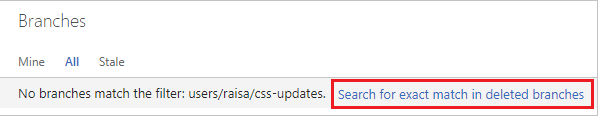 Branches
Mine All Stale
No branches match the filter: users/raisa/css-updates. Search for exact match in deleted branches